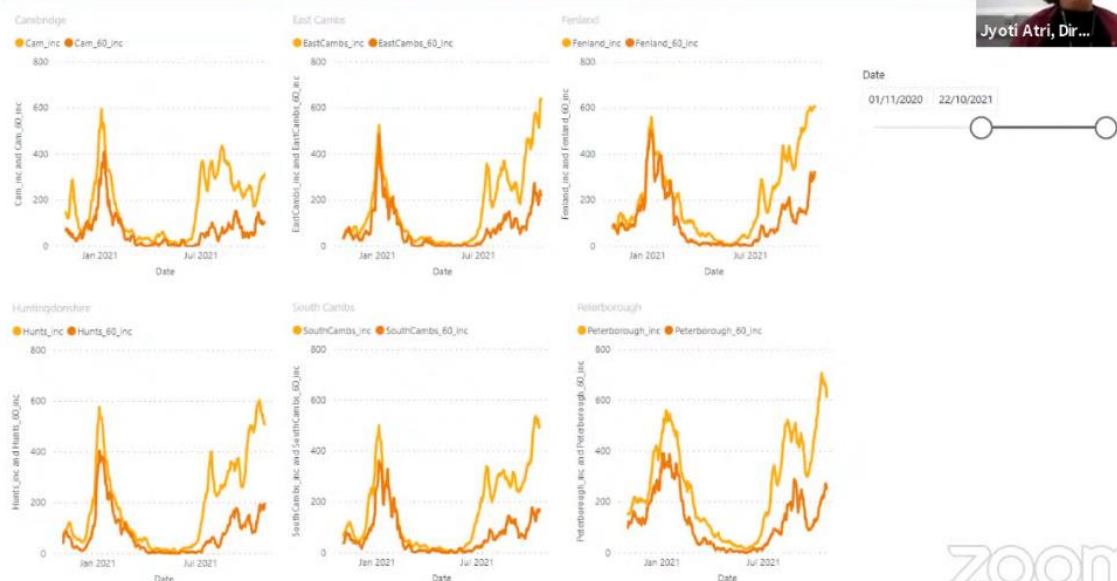 Cambridge
Cam_inc Cam_60_inc
800
600
400
200
0
Cam_inc and Cam_60_inc
Jan 2021 Jul 2021
Date
East Cambs
EastCambs_inc EastCambs_60_inc
800
600
400
200
0
EastCambs_inc and EastCambs_60_inc
Jan 2021 Jul 2021
Date
Fenland
Fenland_inc Fenland_60_inc
800
600
400
200
0
Fenland_inc and Fenland_60_inc
Jan 2021 Jul 2021
Date
Jyoti Atri, Dir...
Date
01/11/2020 22/10/2021
Huntingdonshire
Hunts_inc Hunts_60_inc
800
600
400
200
0
Hunts_inc and Hunts_60_inc
Jan 2021 Jul 2021
Date
South Cambs
SouthCambs_inc SouthCambs_60_inc
800
600
400
200
0
SouthCambs_inc and SouthCambs_60_inc
Jan 2021 Jul 2021
Date
Peterborough
Peterborough_inc Peterborough_60_inc
800
600
400
200
0
Peterborough_inc and Peterborough_60_inc
Jan 2021 Jul 2021
Date
zoom